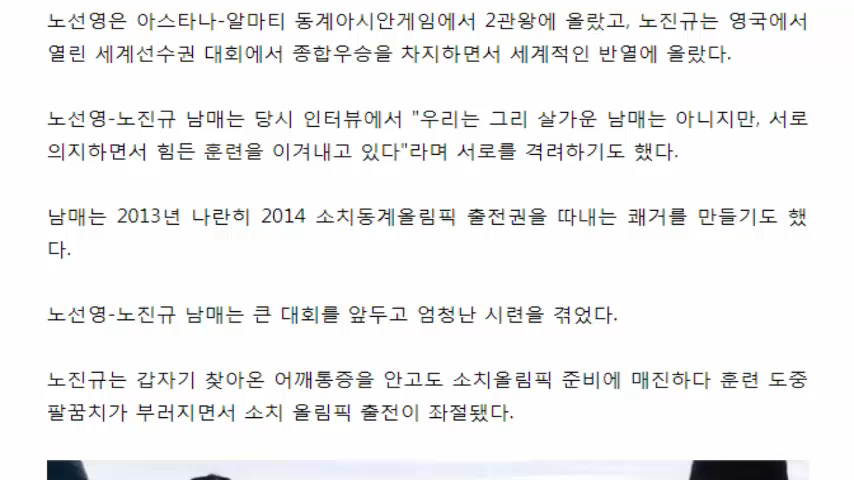 노선영은 아스타나-알마티 동계아시안게임에서 2관왕에 올랐고, 노진규는 영국에서
열린 세계선수권 대회에서 종합우승을 차지하면서 세계적인 반열에 올랐다.
노선영-노진규 남매는 당시 인터뷰에서 "우리는 그리 살가운 남매는 아니지만, 서로
의지하면서 힘든 훈련을 이겨내고 있다"라며 서로를 격려하기도 했다.
남매는 2013년 나란히 2014 소치동계올림픽 출전권을 따내는 쾌거를 만들기도 했
다.
노선영-노진규 남매는 큰 대회를 앞두고 엄청난 시련을 겪었다.
노진규는 갑자기 찾아온 어깨통증을 안고도 소치올림픽 준비에 매진하다 훈련 도중
팔꿈치가 부러지면서 소치 올림픽 출전이 좌절됐다.